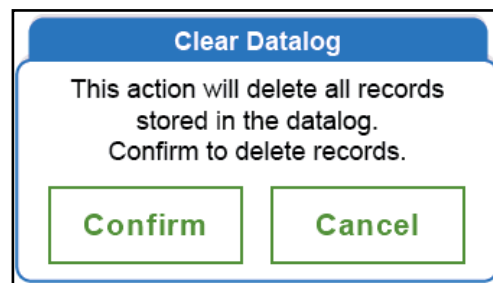 Clear Datalog
This action will delete all records
stored in the datalog.
Confirm to delete records.
Confirm Cancel